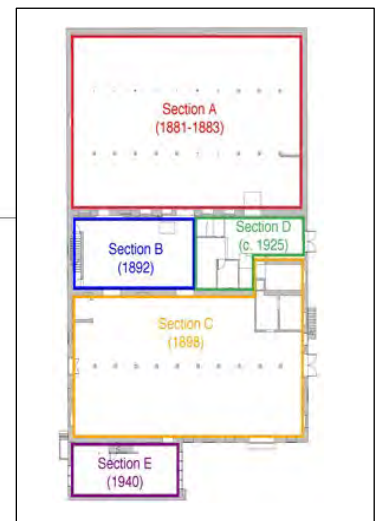 Section A
(1881-1883)
Section D
(c. 1925)
Section B
(1892)
Section C
(1898)
Section E
(1940)